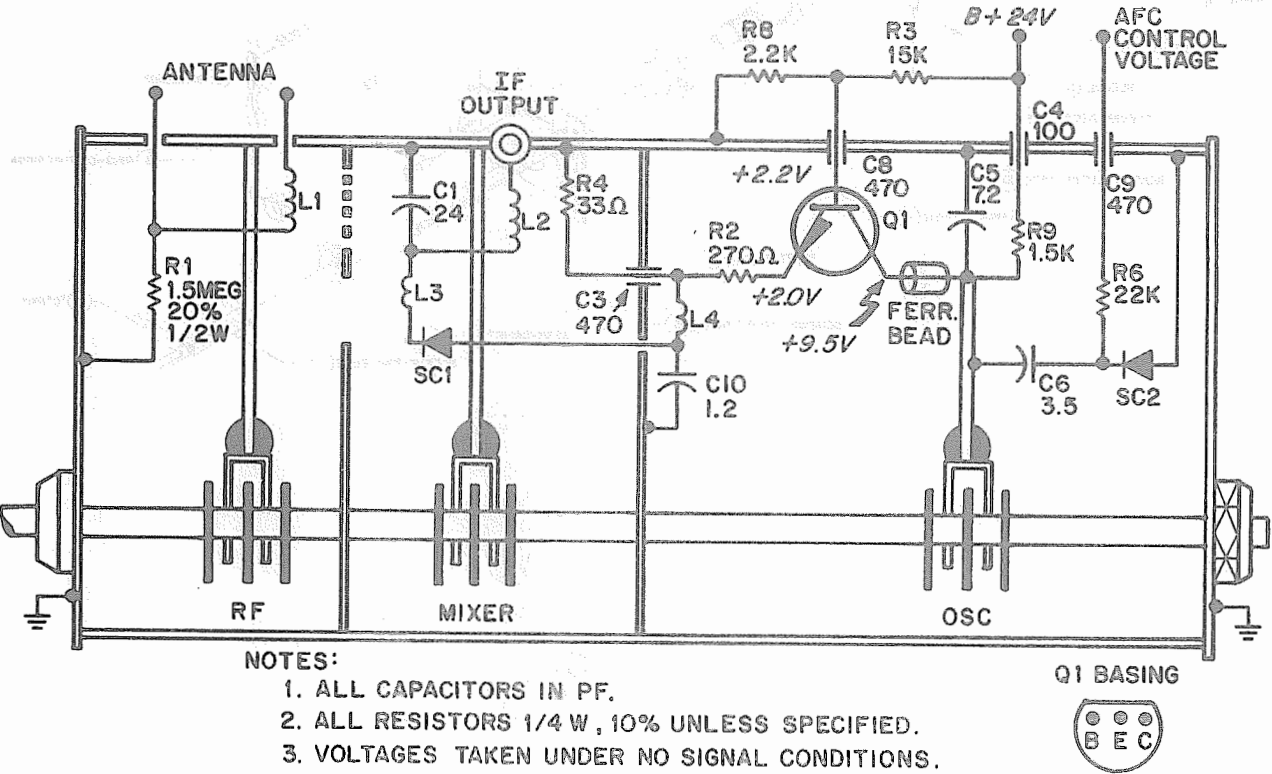 ANTENNA
IF
OUTPUT
R8
2.2K
R3
15K
B+ 24V
AFC
CONTROL
VOLTAGE
C4
100
L1
C1
24
L2
R4
33Ω
+2.2V
C8
470
Q1
C5
7.2
C9
470
R1
1.5MEG
20%
1/2W
L3
SC1
C3
470
R2
270Ω
+2.0V
L4
+9.5V
FERR.
BEAD
R9
1.5K
R6
22K
C10
1.2
C6
3.5
SC2
RF
MIXER
OSC
NOTES:
1. ALL CAPACITORS IN PF.
2. ALL RESISTORS 1/4 W, 10% UNLESS SPECIFIED.
3. VOLTAGES TAKEN UNDER NO SIGNAL CONDITIONS.
Q1 BASING
B E C